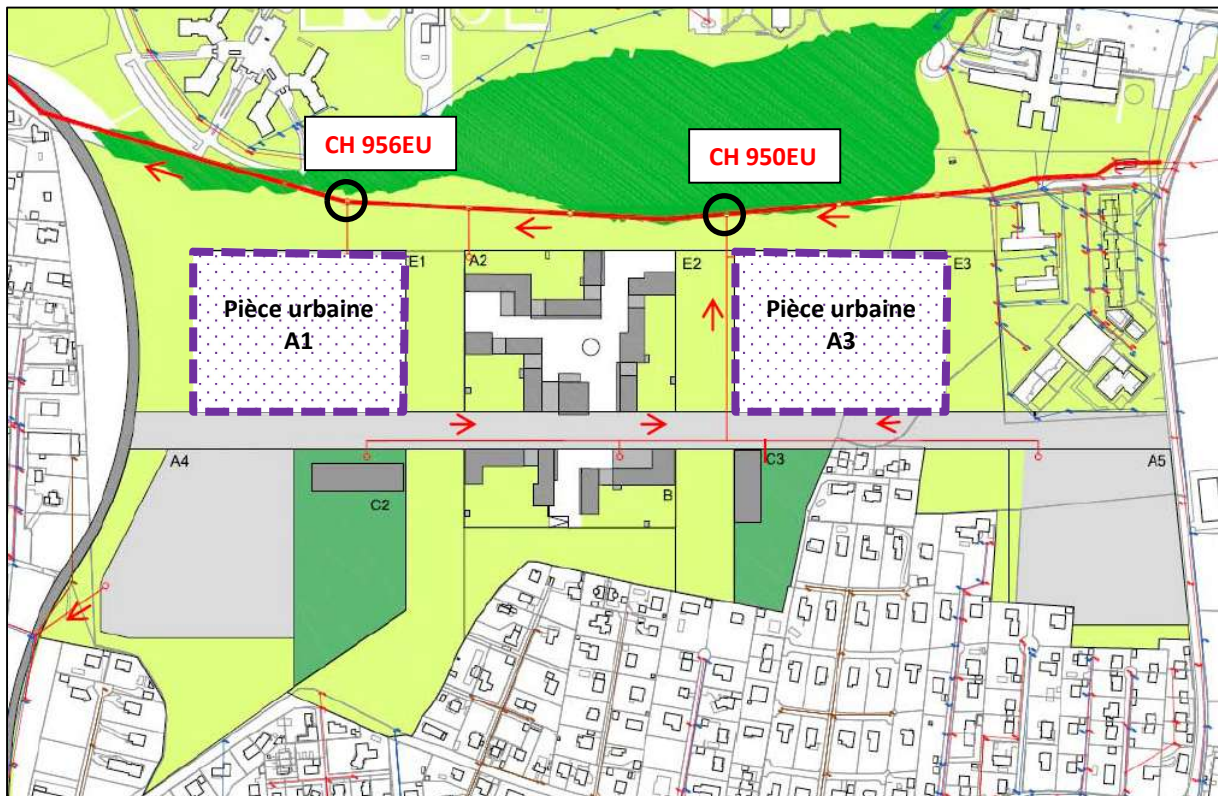 CH 956EU
CH 950EU
E1
A2
E2
E3
Pièce urbaine
A1
Pièce urbaine
A3
A4
C2
B
C3
A5